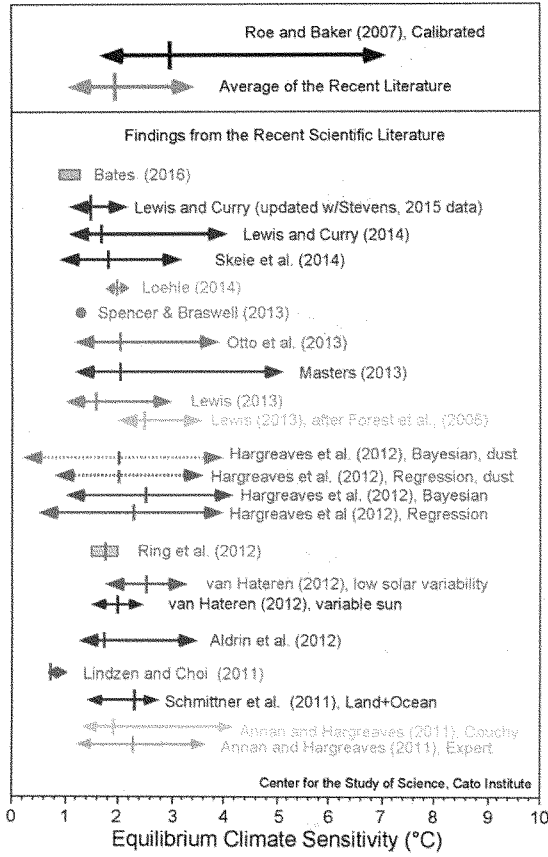 Roe and Baker (2007), Calibrated
Average of the Recent Literature
Findings from the Recent Scientific Literature
Bates (2016)
Lewis and Curry (updated w/Stevens, 2015 data)
Lewis and Curry (2014)
Skeie et al. (2014)
Loehle (2014)
Spencer & Braswell (2013)
Otto et al. (2013)
Masters (2013)
Lewis (2013)
Lewis (2013), after Forest et al., (2006)
Hargreaves et al. (2012), Bayesian, dust
Hargreaves et al. (2012), Regression, dust
Hargreaves et al. (2012), Bayesian
Hargreaves et al (2012), Regression
Ring et al. (2012)
van Hateren (2012), low solar variability
van Hateren (2012), variable sun
Aldrin et al. (2012)
Lindzen and Choi (2011)
Schmittner et al. (2011), Land+Ocean
Annan and Hargreaves (2011), Couchy
Annan and Hargreaves (2011), Expert
Center for the Study of Science, Cato Institute
0 1 2 3 4 5 6 7 8 9 10
Equilibrium Climate Sensitivity (°C)